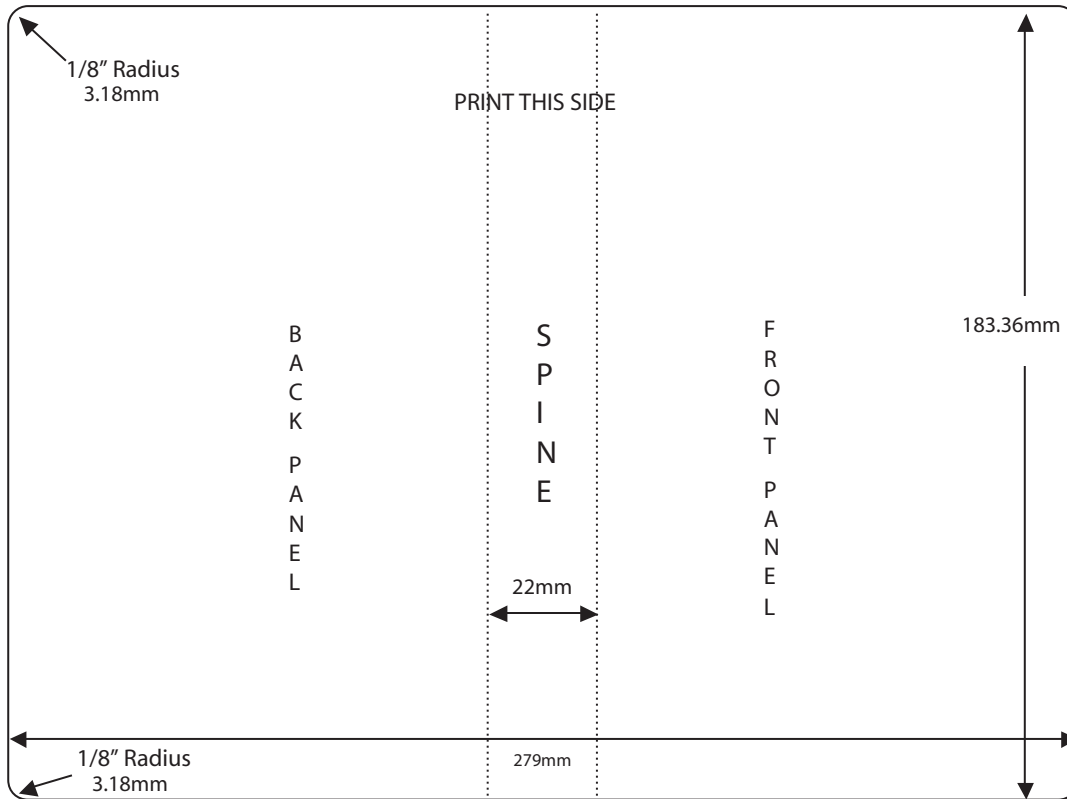 1/8” Radius
3.18mm
PRINT THIS SIDE
B
A
C
K
P
A
N
E
L
S
P
I
N
E
F
R
O
N
T
P
A
N
E
L
183.36mm
22mm
279mm
1/8” Radius
3.18mm